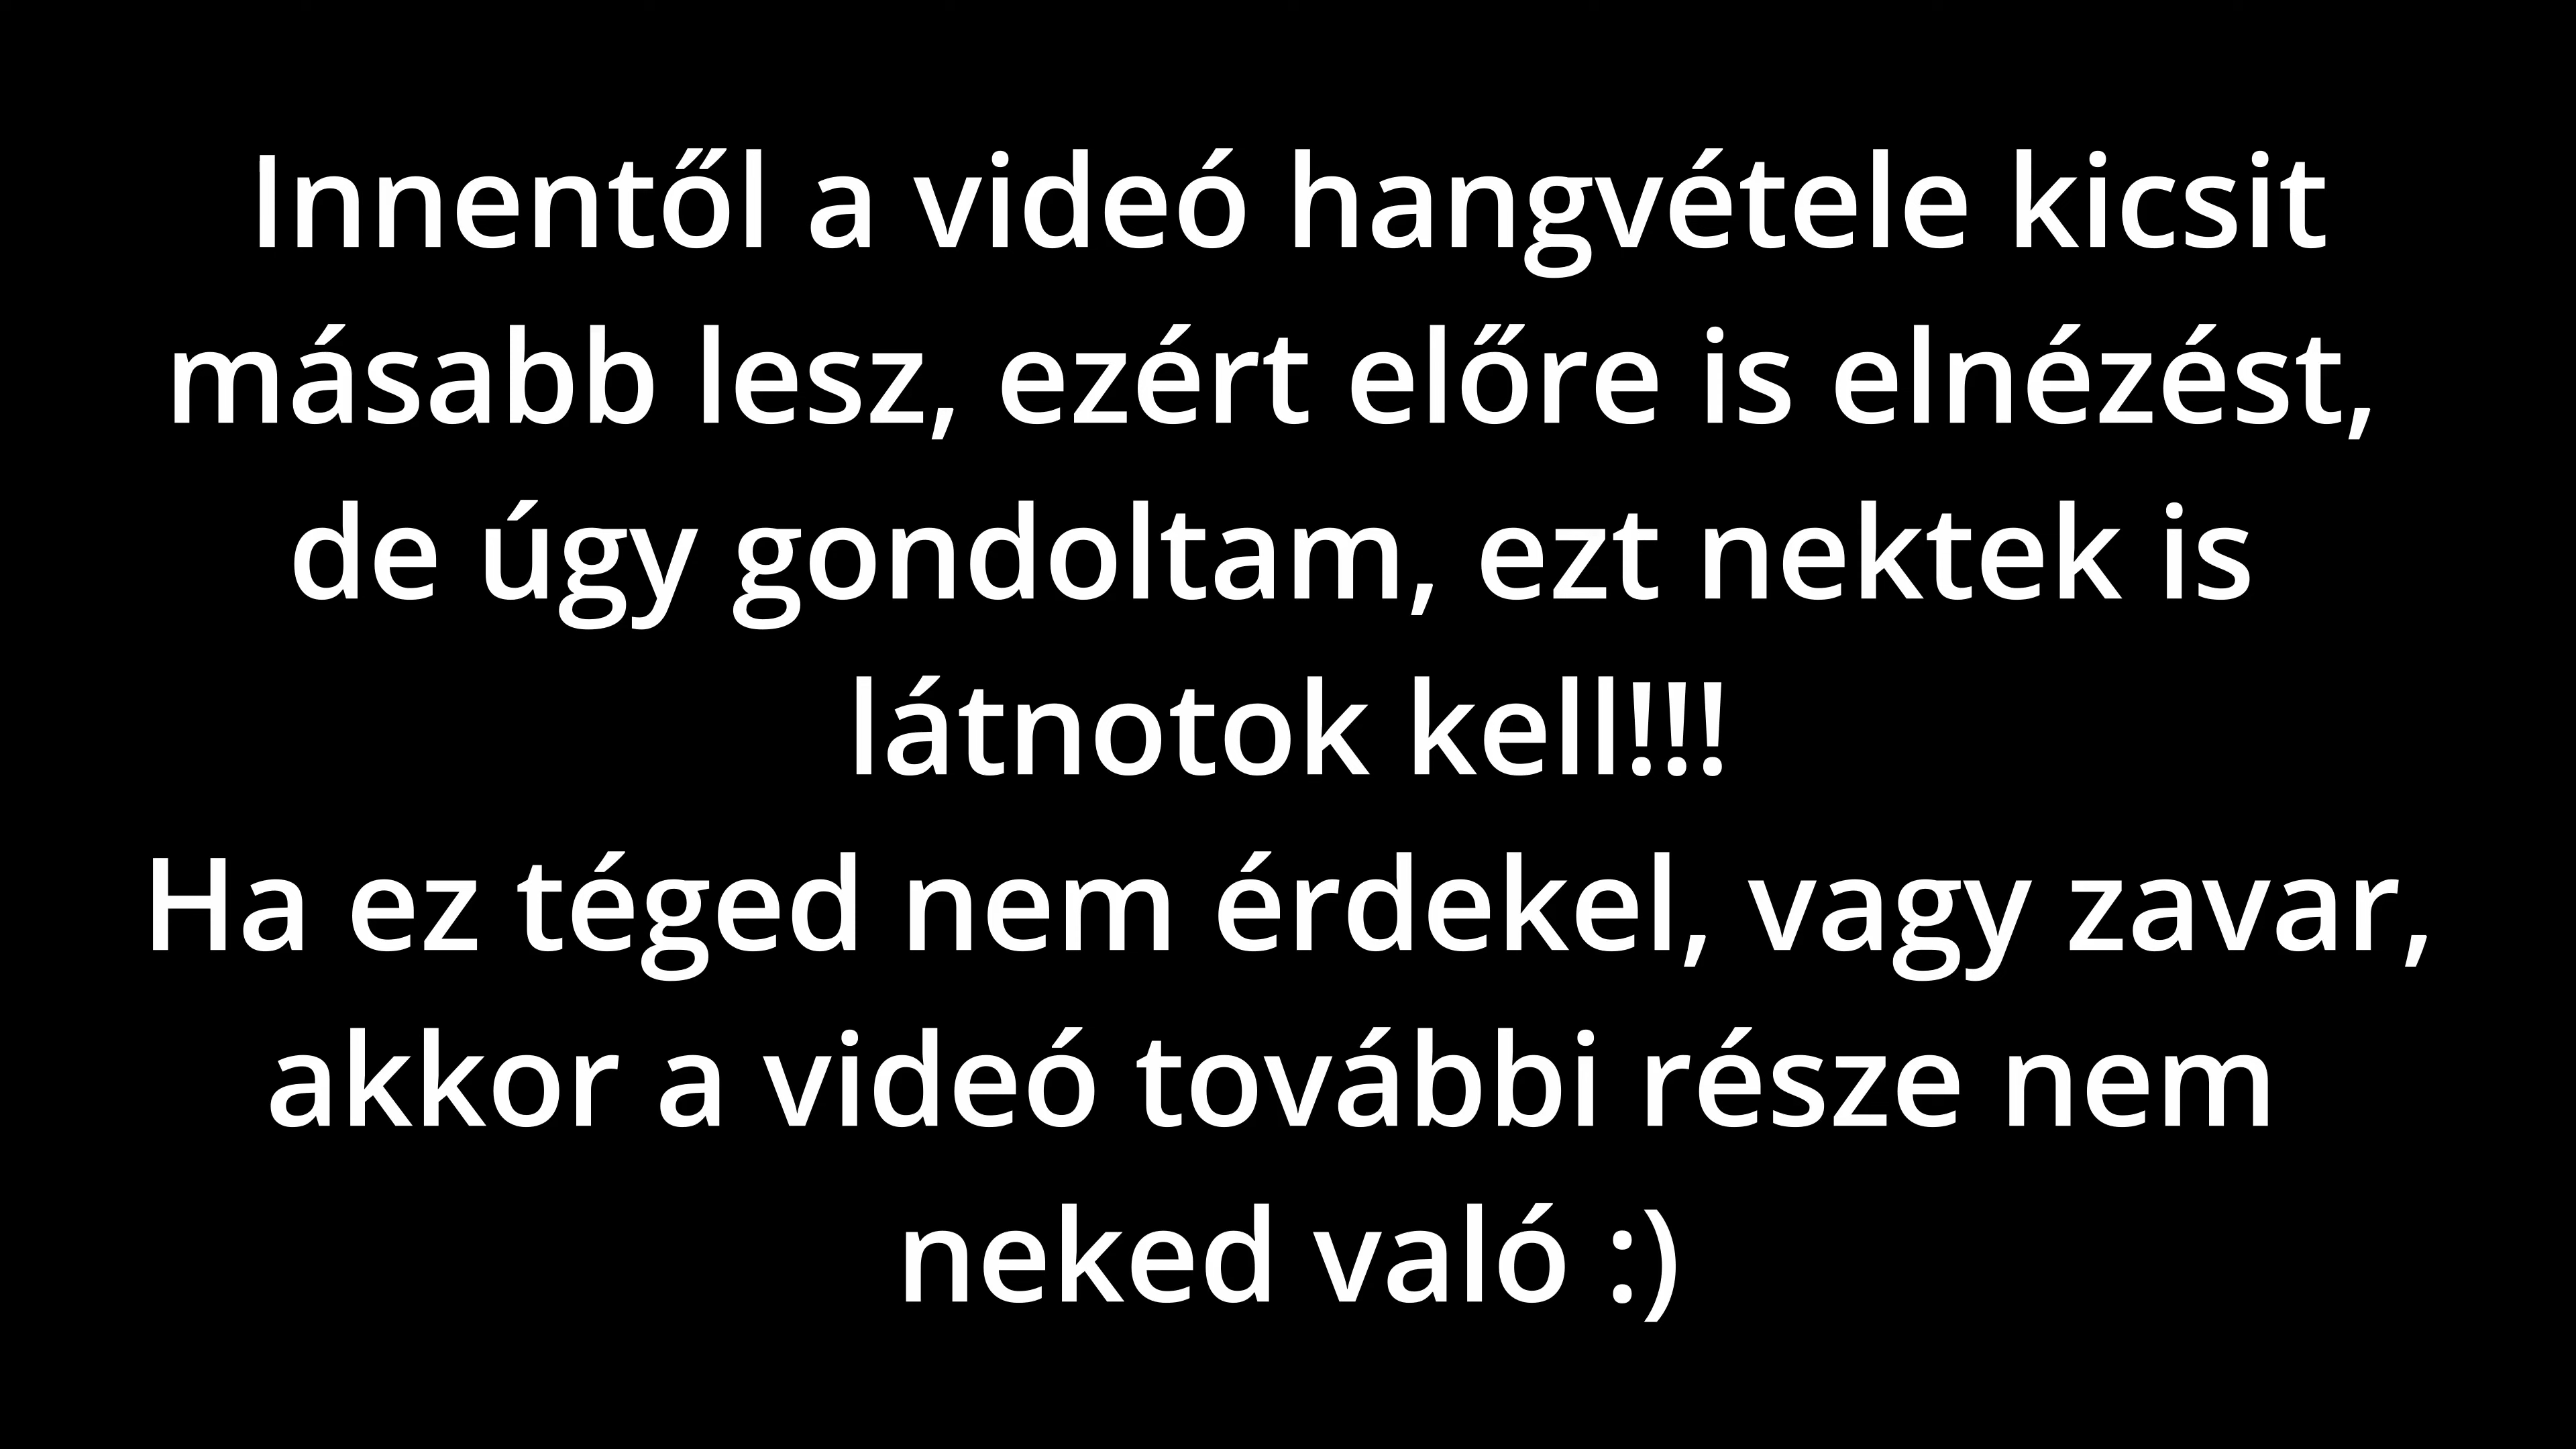 Innentől a videó hangvétele kicsit
másabb lesz, ezért előre is elnézést,
de úgy gondoltam, ezt nektek is
látnotok kell!!!
Ha ez téged nem érdekel, vagy zavar,
akkor a videó további része nem
neked való :)